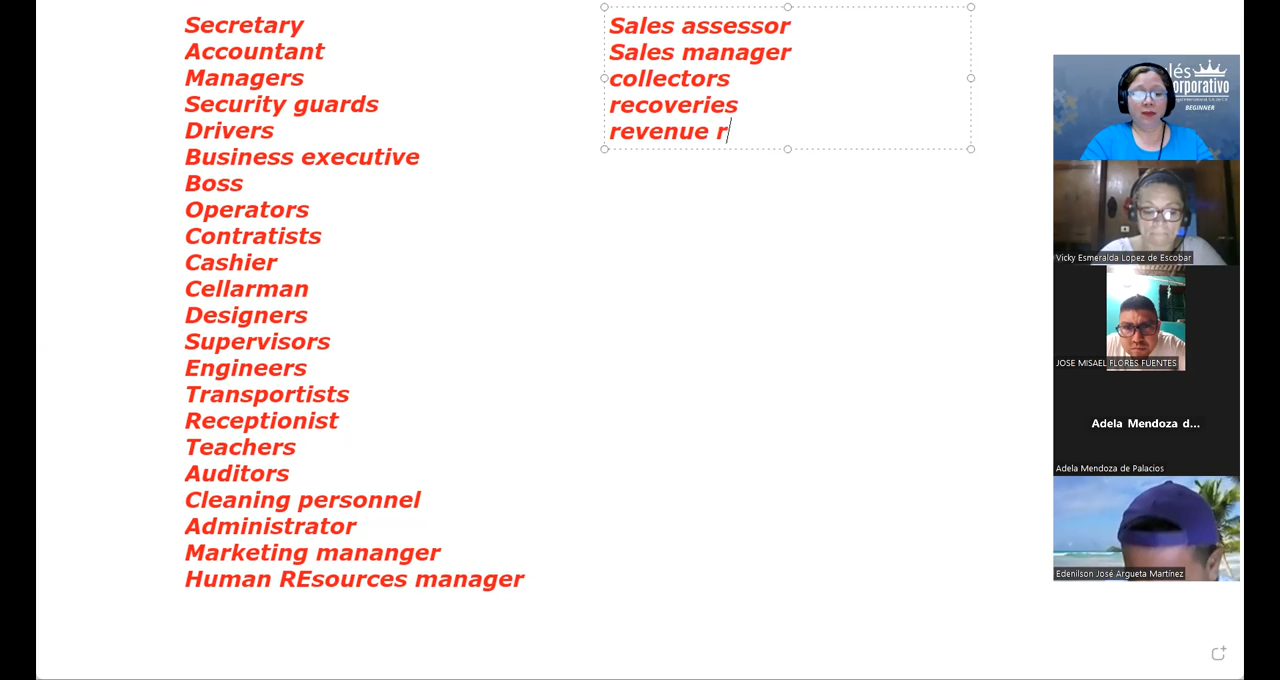 Secretary
Accountant
Managers
Security guards
Drivers
Business executive
Boss
Operators
Contratists
Cashier
Cellarman
Designers
Supervisors
Engineers
Transportists
Receptionist
Teachers
Auditors
Cleaning personnel
Administrator
Marketing mananger
Human REsources manager
Sales assessor
Sales manager
collectors
recoveries
revenue r
lés
orporativo
BEGINNER
Vicky Esmeralda Lopez de Escobar
JOSE MISAEL FLORES FUENTES
Adela Mendoza d...
Adela Mendoza de Palacios
Edenilson José Argueta Martínez